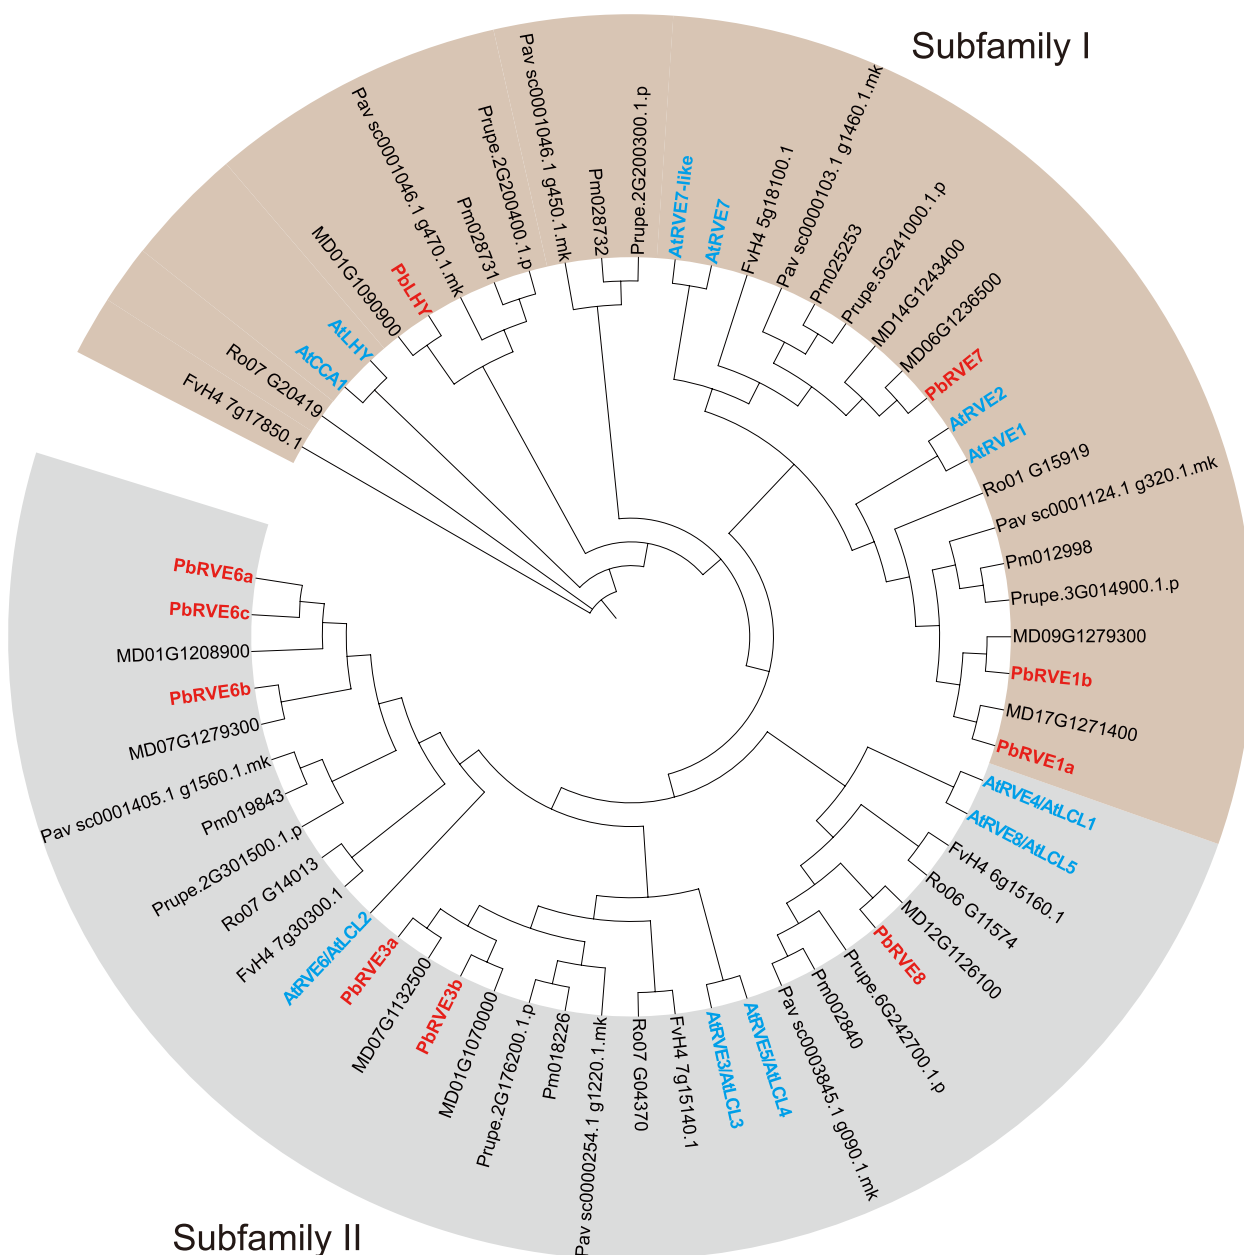 Subfamily I
FvH4 7g17850.1
Ro07 G20419
AtCCA1
AtLHY
MD01G1090900
PbLHY
Pav sc0001046.1 g470.1.mk
Pm028731
Prupe.2G200400.1.p
Pav sc0001046.1 g450.1.mk
Pm028732
Prupe.2G200300.1.p
AtRVE7-like
AtRVE7
FvH4 5g18100.1
Pav sc0000103.1 g1460.1.mk
Pm025253
Prupe.5G241000.1.p
MD14G1243400
MD06G1236500
PbRVE7
AtRVE2
AtRVE1
Ro01 G15919
Pav sc0001124.1 g320.1.mk
Pm012998
Prupe.3G014900.1.p
MD09G1279300
PbRVE1b
MD17G1271400
PbRVE1a
AtRVE4/AtLCL1
AtRVE8/AtLCL5
FvH4 6g15160.1
Ro06 G11574
MD12G1126100
PbRVE8
Prupe.6G242700.1.p
Pm002840
Pav sc0003845.1 g090.1.mk
AtRVE5/AtLCL4
AtRVE3/AtLCL3
FvH4 7g15140.1
Ro07 G04370
Pav sc0000254.1 g1220.1.mk
Pm018226
Prupe.2G176200.1.p
MD01G1070000
PbRVE3b
MD07G1132500
PbRVE3a
AtRVE6/AtLCL2
FvH4 7g30300.1
Ro07 G14013
Prupe.2G301500.1.p
Pm019843
Pav sc0001405.1 g1560.1.mk
MD07G1279300
PbRVE6b
MD01G1208900
PbRVE6c
PbRVE6a
Subfamily II